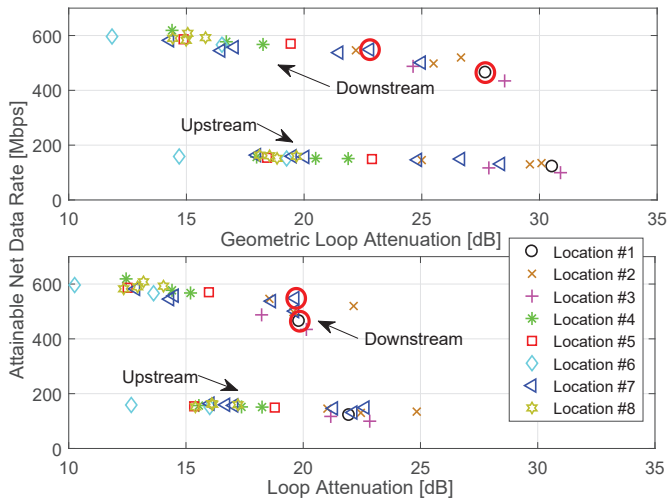 Attainable Net Data Rate [Mbps]
600
400
200
0
Downstream
Upstream
10 15 20 25 30 35
Geometric Loop Attenuation [dB]
600
400
200
0
Downstream
Upstream
10 15 20 25 30 35
Loop Attenuation [dB]
Location #1
Location #2
Location #3
Location #4
Location #5
Location #6
Location #7
Location #8